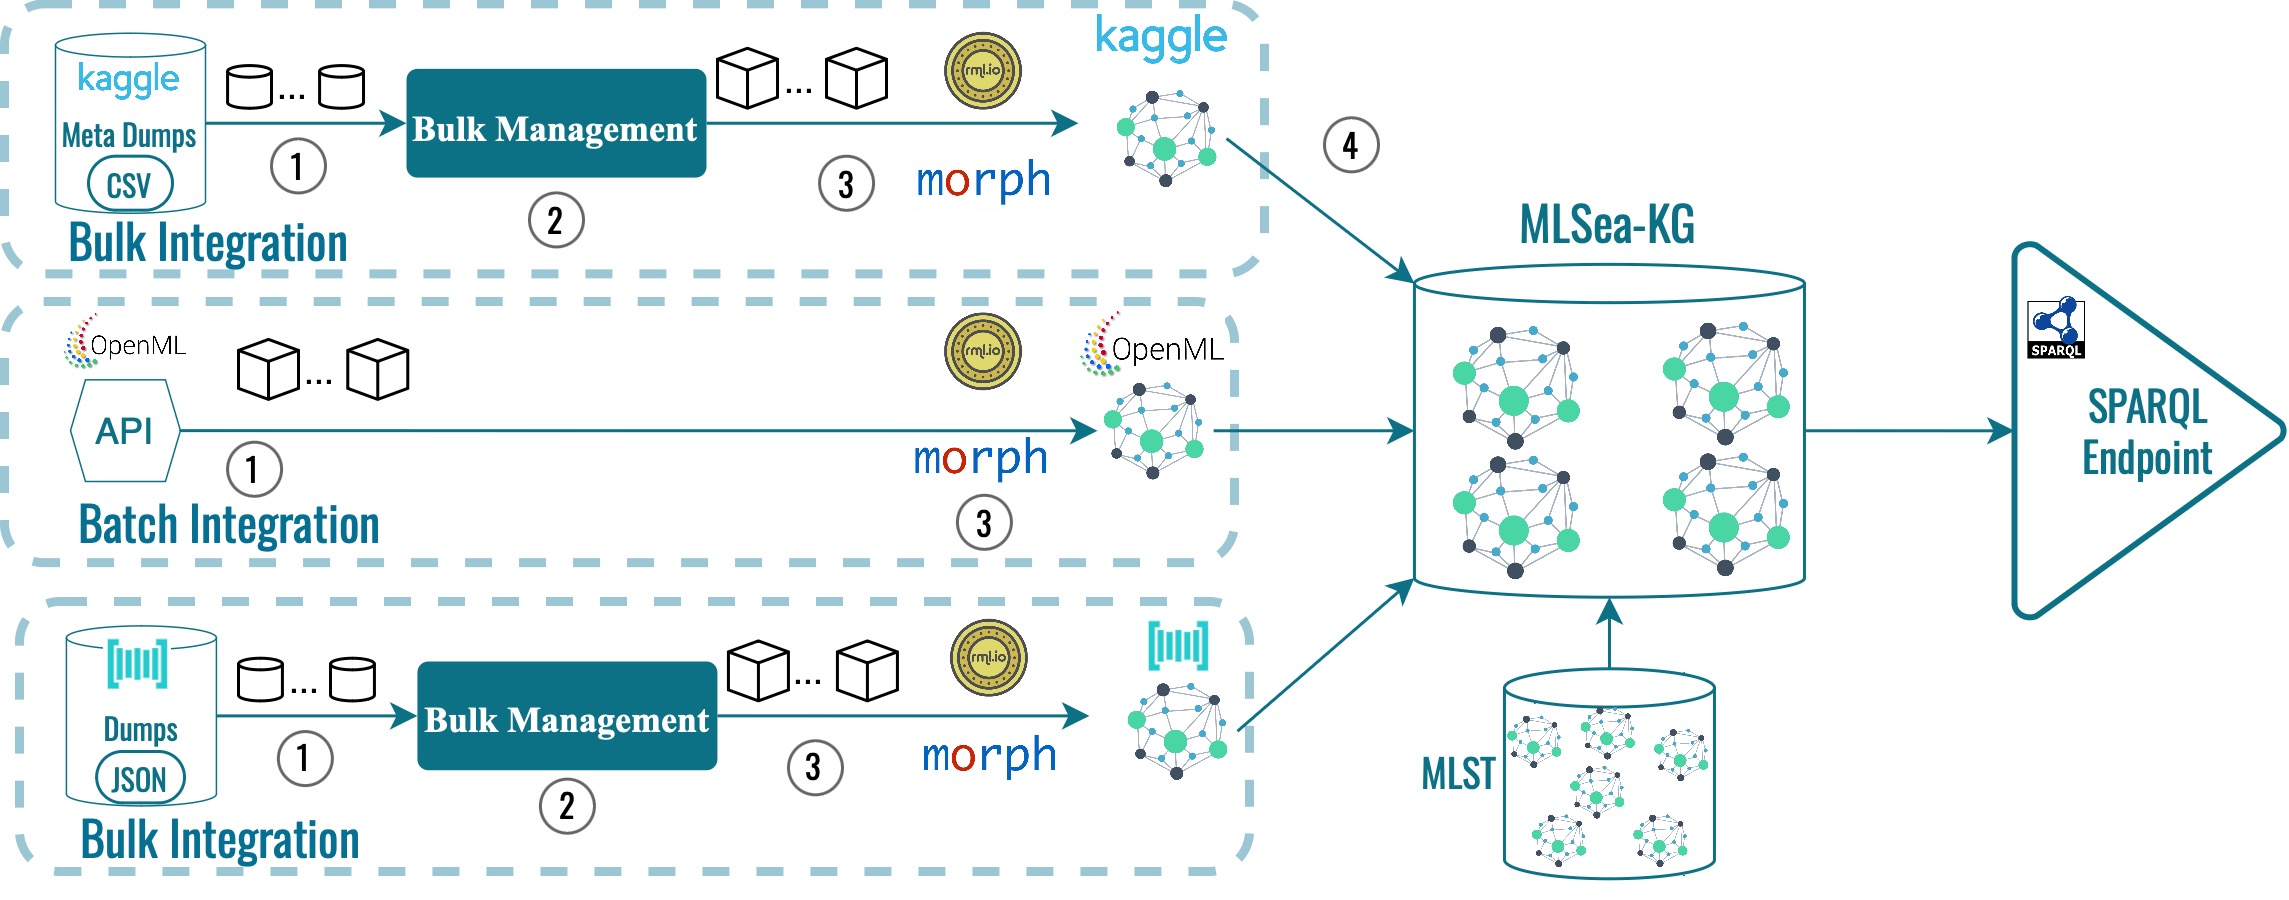 kaggle
Meta Dumps
CSV
...
1
Bulk Management
2
...
3
rml.io
morph
kaggle
Bulk Integration
4
OpenML
API
...
1
rml.io
morph
3
OpenML
Batch Integration
Dumps
JSON
...
1
Bulk Management
2
...
3
rml.io
morph
Bulk Integration
MLSea-KG
MLST
SPARQL
SPARQL
Endpoint